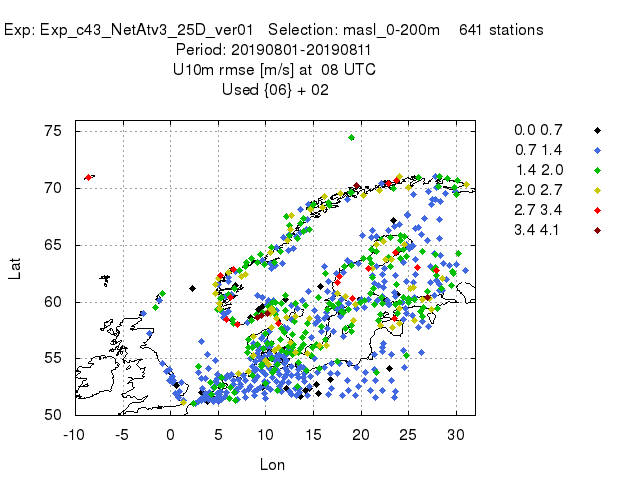 Exp: Exp_c43_NetAtv3_25D_ver01 Selection: masl_0-200m 641 stations
Period: 20190801-20190811
U10m rmse [m/s] at 08 UTC
Used {06} + 02
0.0 0.7
0.7 1.4
1.4 2.0
2.0 2.7
2.7 3.4
3.4 4.1
75
70
65
60
55
50
Lat
-10 -5 0 5 10 15 20 25 30
Lon